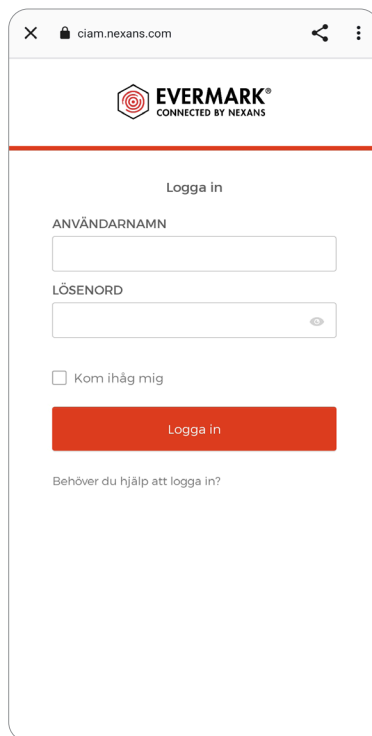 ciam.nexans.com
EVERMARK®
CONNECTED BY NEXANS
Logga in
ANVÄNDARNAMN
LÖSENORD
Kom ihåg mig
Logga in
Behöver du hjälp att logga in?